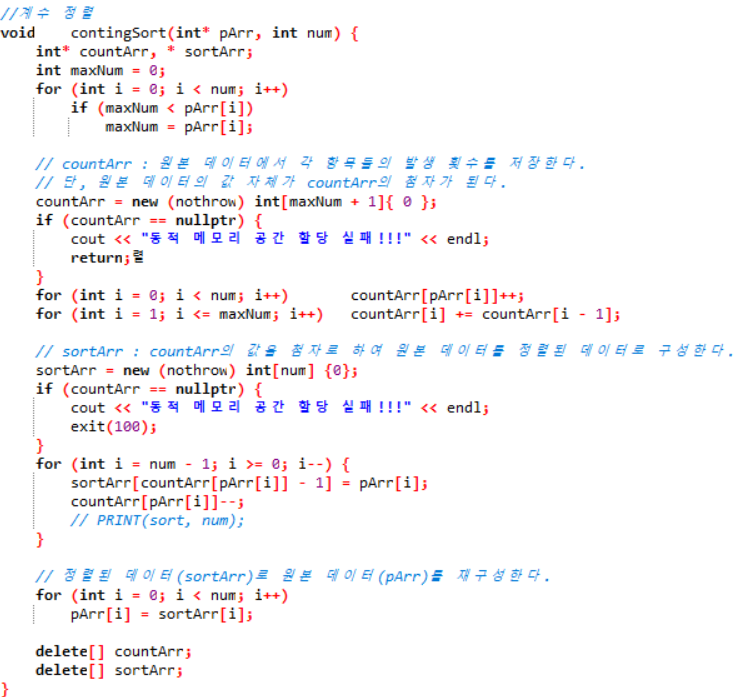 //계수 정렬
void    contingSort(int* pArr, int num) {
    int* countArr, * sortArr;
    int maxNum = 0;
    for (int i = 0; i < num; i++)
        if (maxNum < pArr[i])
            maxNum = pArr[i];
    // countArr : 원본 데이터에서 각 항목들의 발생 횟수를 저장한다.
    // 단, 원본 데이터의 값 자체가 countArr의 첨자가 된다.
    countArr = new (nothrow) int[maxNum + 1]{ 0 };
    if (countArr == nullptr) {
        cout << "동적 메모리 공간 할당 실패!!!" << endl;
        return;렬
    }
    for (int i = 0; i < num; i++)       countArr[pArr[i]]++;
    for (int i = 1; i <= maxNum; i++)   countArr[i] += countArr[i - 1];
    // sortArr : countArr의 값을 첨자로 하여 원본 데이터를 정렬된 데이터로 구성한다.
    sortArr = new (nothrow) int[num] {0};
    if (countArr == nullptr) {
        cout << "동적 메모리 공간 할당 실패!!!" << endl;
        exit(100);
    }
    for (int i = num - 1; i >= 0; i--) {
        sortArr[countArr[pArr[i]] - 1] = pArr[i];
        countArr[pArr[i]]--;
        // PRINT(sort, num);
    }
    // 정렬된 데이터(sortArr)로 원본 데이터(pArr)를 재구성한다.
    for (int i = 0; i < num; i++)
        pArr[i] = sortArr[i];
    delete[] countArr;
    delete[] sortArr;
}